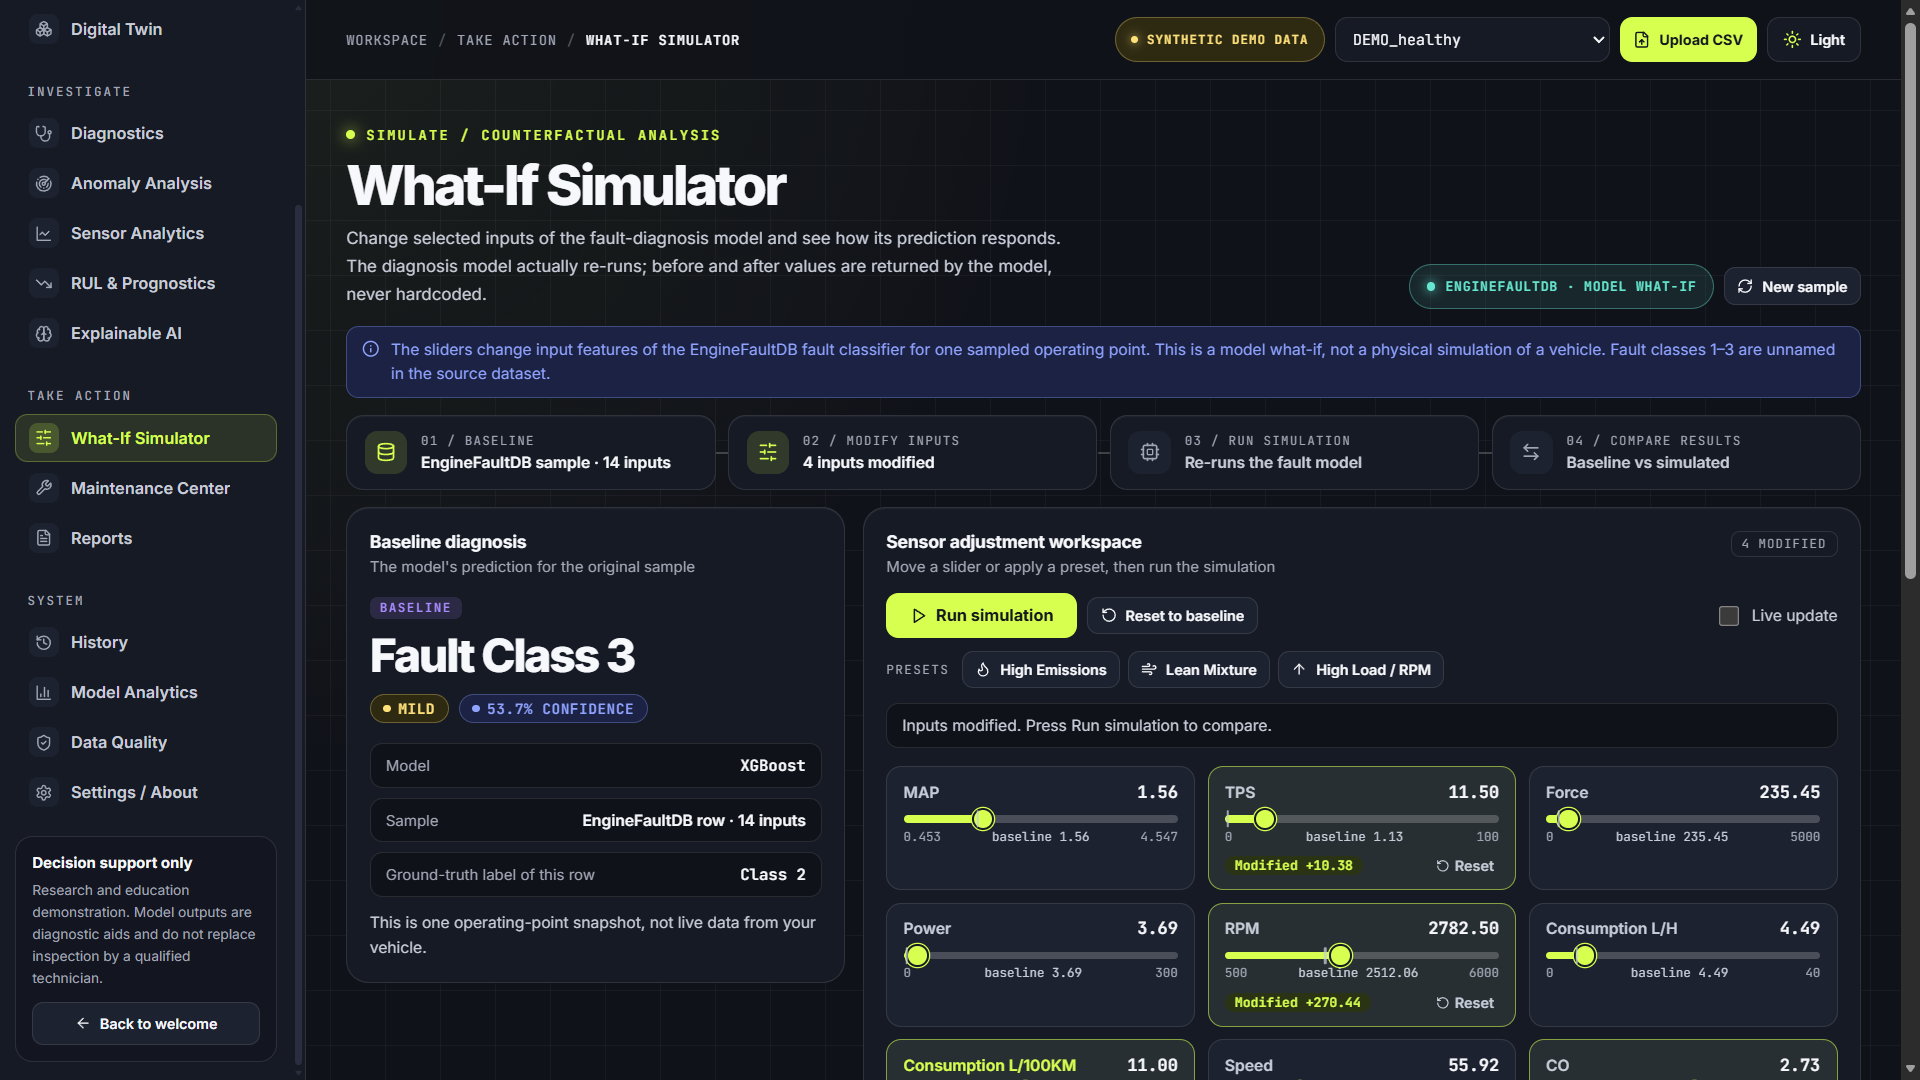 Digital Twin
INVESTIGATE
Diagnostics
Anomaly Analysis
Sensor Analytics
RUL & Prognostics
Explainable AI
TAKE ACTION
What-If Simulator
Maintenance Center
Reports
SYSTEM
History
Model Analytics
Data Quality
Settings / About
Decision support only
Research and education
demonstration. Model outputs are
diagnostic aids and do not replace
inspection by a qualified
technician.
Back to welcome
WORKSPACE / TAKE ACTION / WHAT-IF SIMULATOR
SYNTHETIC DEMO DATA
DEMO_healthy
Upload CSV
Light
SIMULATE / COUNTERFACTUAL ANALYSIS
What-If Simulator
Change selected inputs of the fault-diagnosis model and see how its prediction responds.
The diagnosis model actually re-runs; before and after values are returned by the model,
never hardcoded.
ENGINEFAULTDB · MODEL WHAT-IF
New sample
The sliders change input features of the EngineFaultDB fault classifier for one sampled operating point. This is a model what-if, not a physical simulation of a vehicle. Fault classes 1–3 are unnamed
in the source dataset.
01 / BASELINE
EngineFaultDB sample · 14 inputs
02 / MODIFY INPUTS
4 inputs modified
03 / RUN SIMULATION
Re-runs the fault model
04 / COMPARE RESULTS
Baseline vs simulated
Baseline diagnosis
The model's prediction for the original sample
BASELINE
Fault Class 3
MILD
53.7% CONFIDENCE
Model XGBoost
Sample EngineFaultDB row · 14 inputs
Ground-truth label of this row Class 2
This is one operating-point snapshot, not live data from your
vehicle.
Sensor adjustment workspace
Move a slider or apply a preset, then run the simulation
4 MODIFIED
Run simulation
Reset to baseline
Live update
PRESETS
High Emissions
Lean Mixture
High Load / RPM
Inputs modified. Press Run simulation to compare.
MAP 1.56
0.453 baseline 1.56 4.547
TPS 11.50
0 baseline 1.13 100
Modified +10.38 Reset
Force 235.45
0 baseline 235.45 5000
Power 3.69
0 baseline 3.69 300
RPM 2782.50
500 baseline 2512.06 6000
Modified +270.44 Reset
Consumption L/H 4.49
0 baseline 4.49 40
Consumption L/100KM 11.00
Speed 55.92
CO 2.73